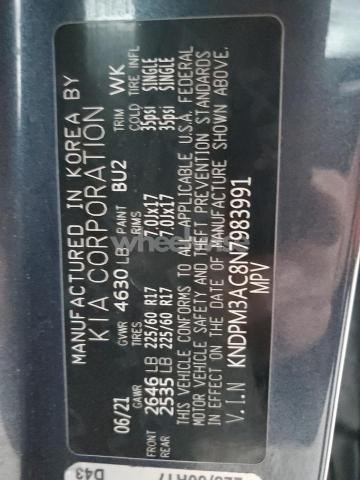 MANUFACTURED IN KOREA BY
KIA CORPORATION
06/21 GVWR 4630 LB PAINT BU2 TRIM WK
GAWR TIRES RIMS COLD TIRE INFL
FRONT 2646 LB 225/60 R17 7.0Jx17 35psi SINGLE
REAR 2535 LB 225/60 R17 7.0Jx17 35psi SINGLE
THIS VEHICLE CONFORMS TO ALL APPLICABLE U.S.A. FEDERAL
MOTOR VEHICLE SAFETY AND THEFT PREVENTION STANDARDS
IN EFFECT ON THE DATE OF MANUFACTURE SHOWN ABOVE.
V.I.N KNDPM3AC8N7983991
MPV
D43